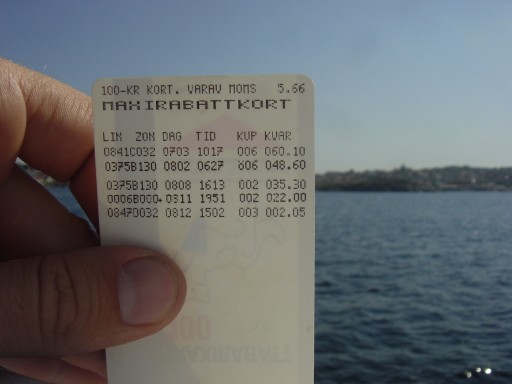 100-KR KORT. VARAV MOMS 5.66
MAXIRABATTKORT
LIN ZON DAG TID KUP KVAR
0841C032 0703 1017 006 060.10
0375B130 0802 0627 006 048.60
0375B130 0808 1613 002 035.30
0006B000 0811 1951 002 022.00
0847D032 0812 1502 003 002.05